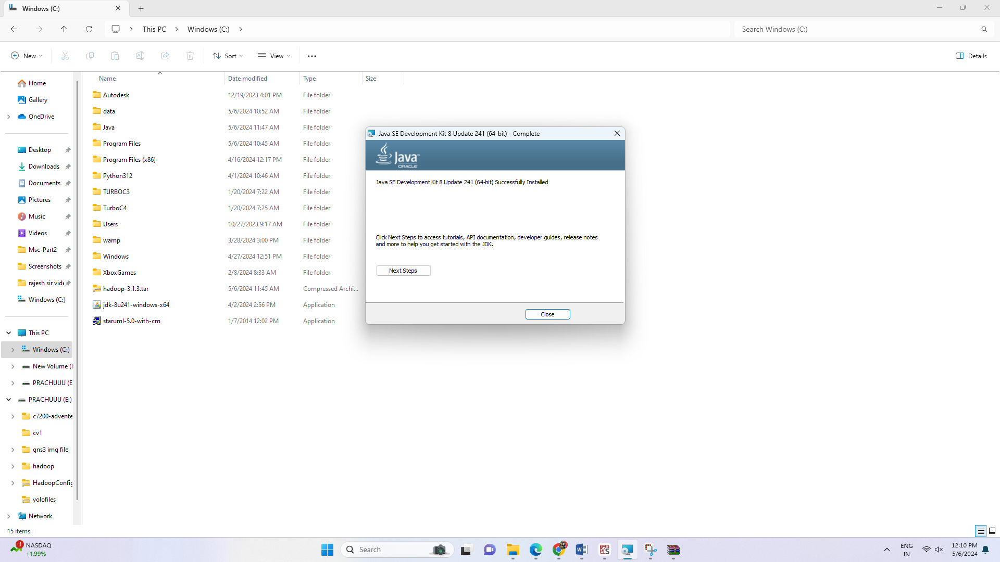 Windows (C:)
This PC
Windows (C:)
Search Windows (C:)
New
Sort
View
Details
Name
Date modified
Type
Size
Autodesk 12/19/2023 4:01 PM File folder
data 5/6/2024 10:52 AM File folder
Java 5/6/2024 11:47 AM File folder
Program Files 5/6/2024 10:45 AM File folder
Program Files (x86) 4/16/2024 12:17 PM File folder
Python312 4/1/2024 10:46 AM File folder
TURBOC3 1/20/2024 7:22 AM File folder
TurboC4 1/20/2024 7:25 AM File folder
Users 10/27/2023 9:17 AM File folder
wamp 3/28/2024 3:00 PM File folder
Windows 4/27/2024 12:51 PM File folder
XboxGames 2/8/2024 8:33 AM File folder
hadoop-3.1.3.tar 5/6/2024 11:45 AM Compressed Archi...
jdk-8u241-windows-x64 4/2/2024 2:56 PM Application
staruml-5.0-with-cm 1/7/2014 12:02 PM Application
Home
Gallery
OneDrive
Desktop
Downloads
Documents
Pictures
Music
Videos
Msc-Part2
Screenshots
rajesh sir vide
Windows (C:)
This PC
Windows (C:)
New Volume (
PRACHUUU (E
PRACHUUU (E:)
c7200-advente
cv1
gns3 img file
hadoop
HadoopConfig
yolofiles
Network
15 items
Java SE Development Kit 8 Update 241 (64-bit) - Complete
Java™
ORACLE
Java SE Development Kit 8 Update 241 (64-bit) Successfully Installed
Click Next Steps to access tutorials, API documentation, developer guides, release notes
and more to help you get started with the JDK.
Next Steps
Close
1
NASDAQ
+1.99%
Search
ENG
IN
12:10 PM
5/6/2024